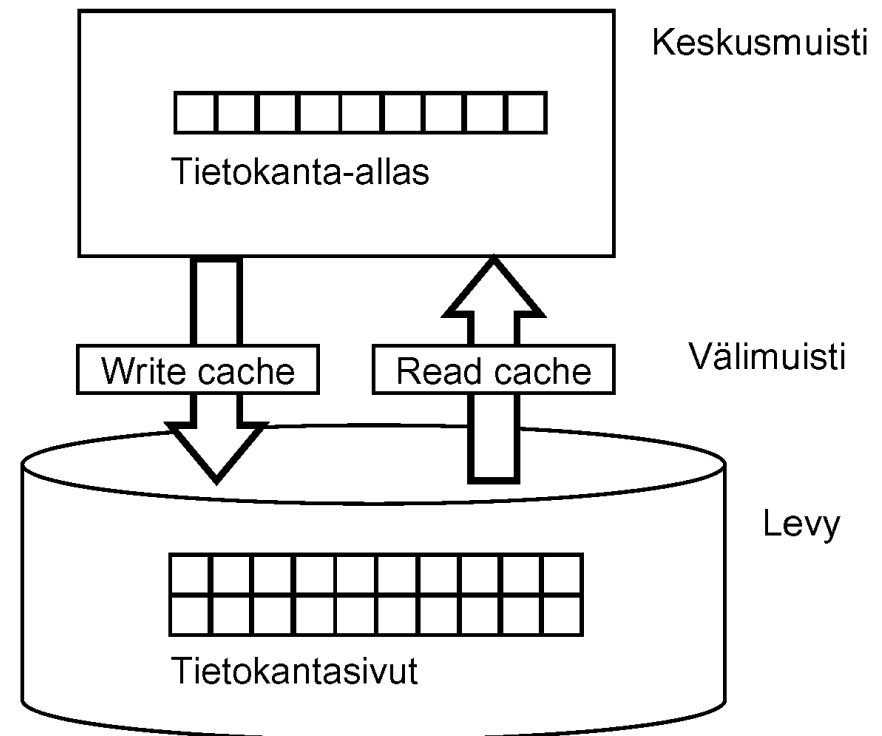 Keskusmuisti
Tietokanta-allas
Write cache
Read cache
Välimuisti
Levy
Tietokantasivut